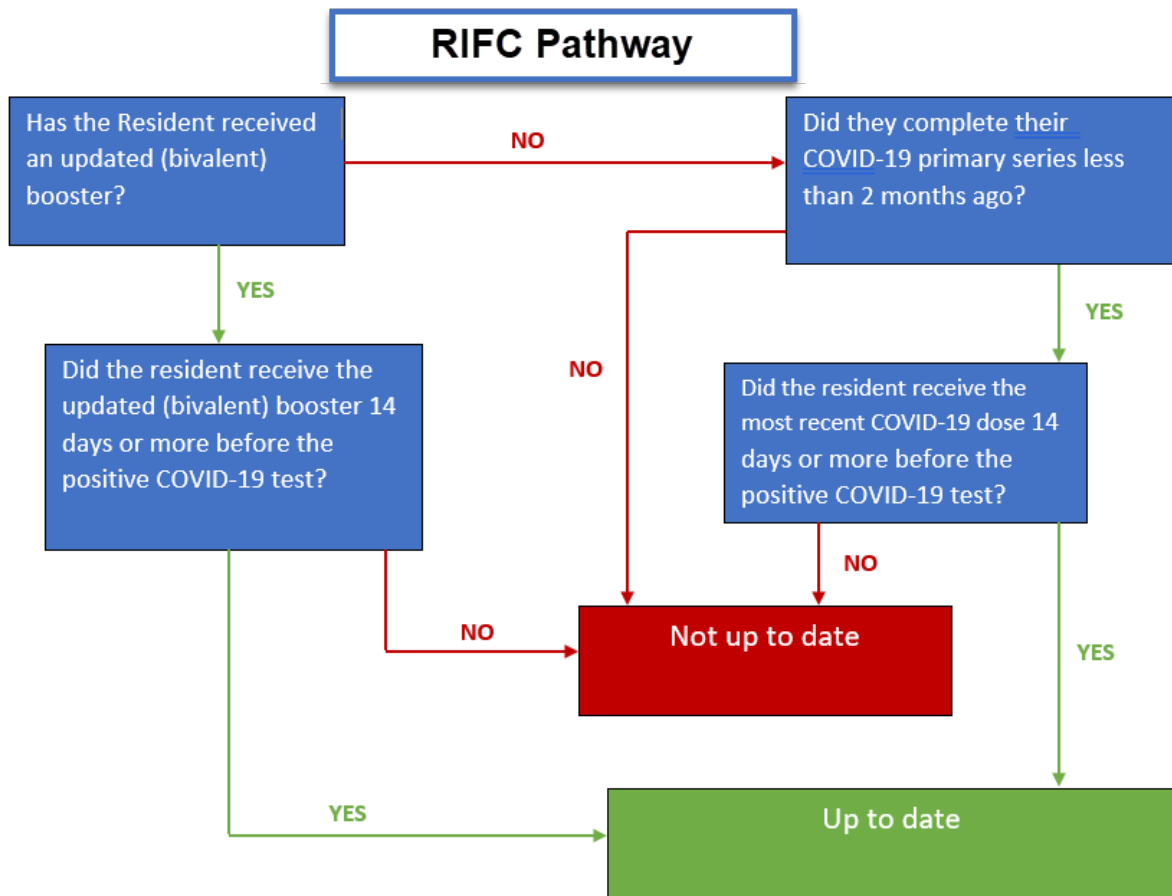 RIFC Pathway
Has the Resident received
an updated (bivalent)
booster?
NO
Did they complete their
COVID-19 primary series less
than 2 months ago?
YES
NO
YES
Did the resident receive the
updated (bivalent) booster 14
days or more before the
positive COVID-19 test?
Did the resident receive the
most recent COVID-19 dose 14
days or more before the
positive COVID-19 test?
NO
NO
YES
Not up to date
YES
Up to date